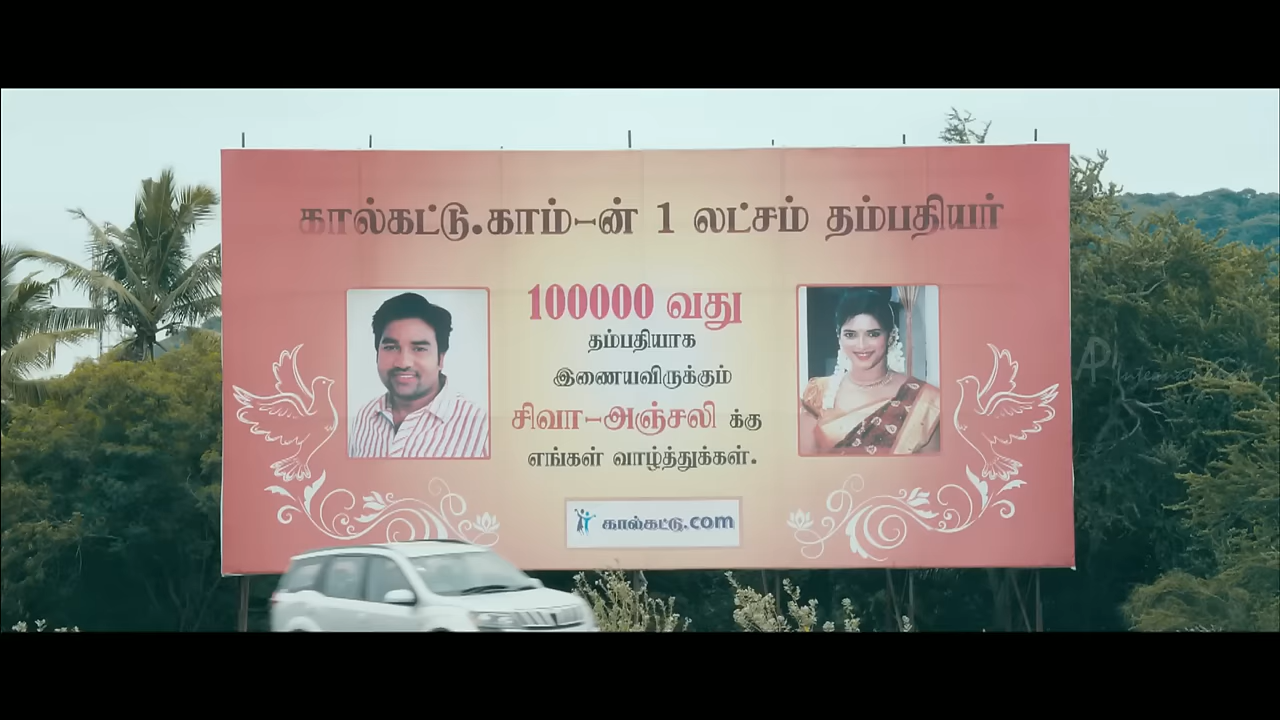 கால்கட்டு.காம்-ன் 1 லட்சம் தம்பதியர்
100000 வது
தம்பதியாக
இணையவிருக்கும்
சிவா-அஞ்சலி க்கு
எங்கள் வாழ்த்துக்கள்.
கால்கட்டு.com